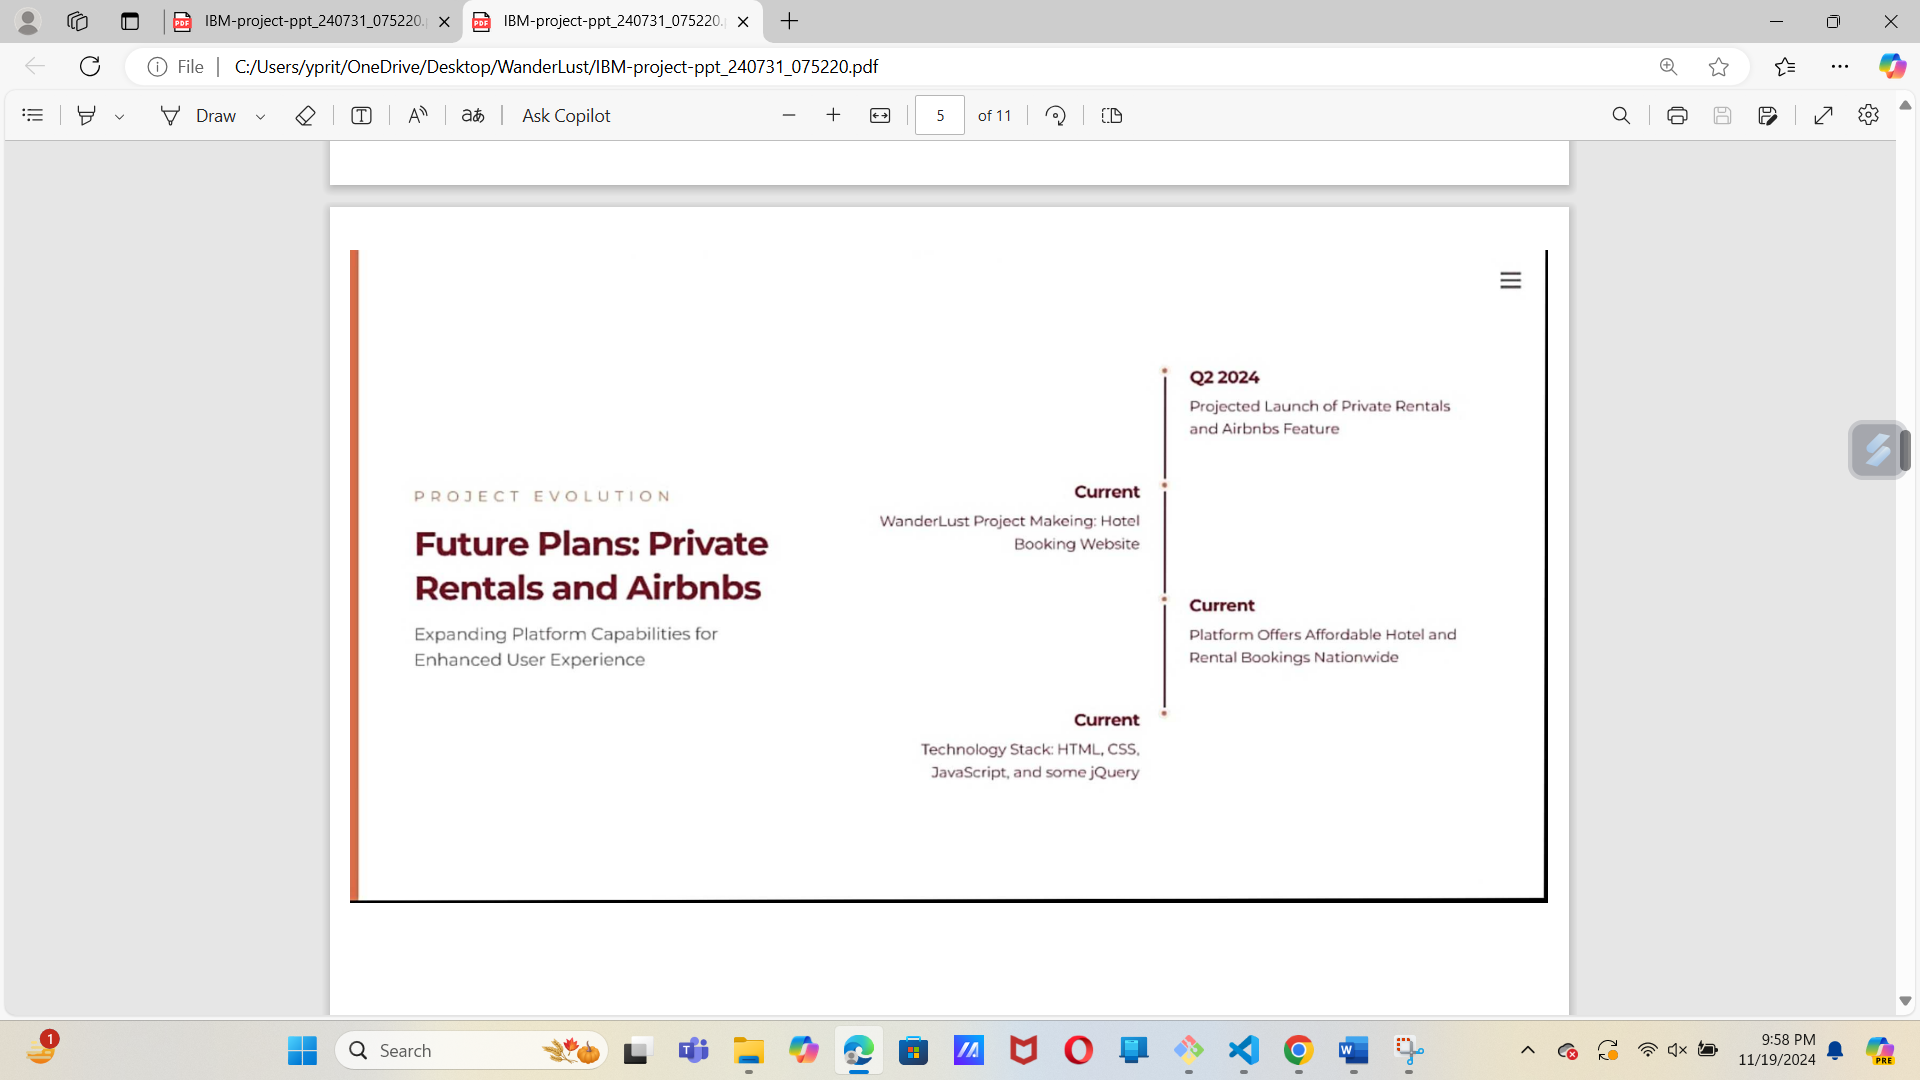 IBM-project-ppt_240731_075220.
IBM-project-ppt_240731_075220.
File
C:/Users/yprit/OneDrive/Desktop/WanderLust/IBM-project-ppt_240731_075220.pdf
Draw
Ask Copilot
5
of 11
Q2 2024
Projected Launch of Private Rentals
and Airbnbs Feature
Current
WanderLust Project Makeing: Hotel
Booking Website
PROJECT EVOLUTION
Future Plans: Private
Rentals and Airbnbs
Expanding Platform Capabilities for
Enhanced User Experience
Current
Platform Offers Affordable Hotel and
Rental Bookings Nationwide
Current
Technology Stack: HTML, CSS,
JavaScript, and some jQuery
1
Search
9:58 PM
11/19/2024
PRE